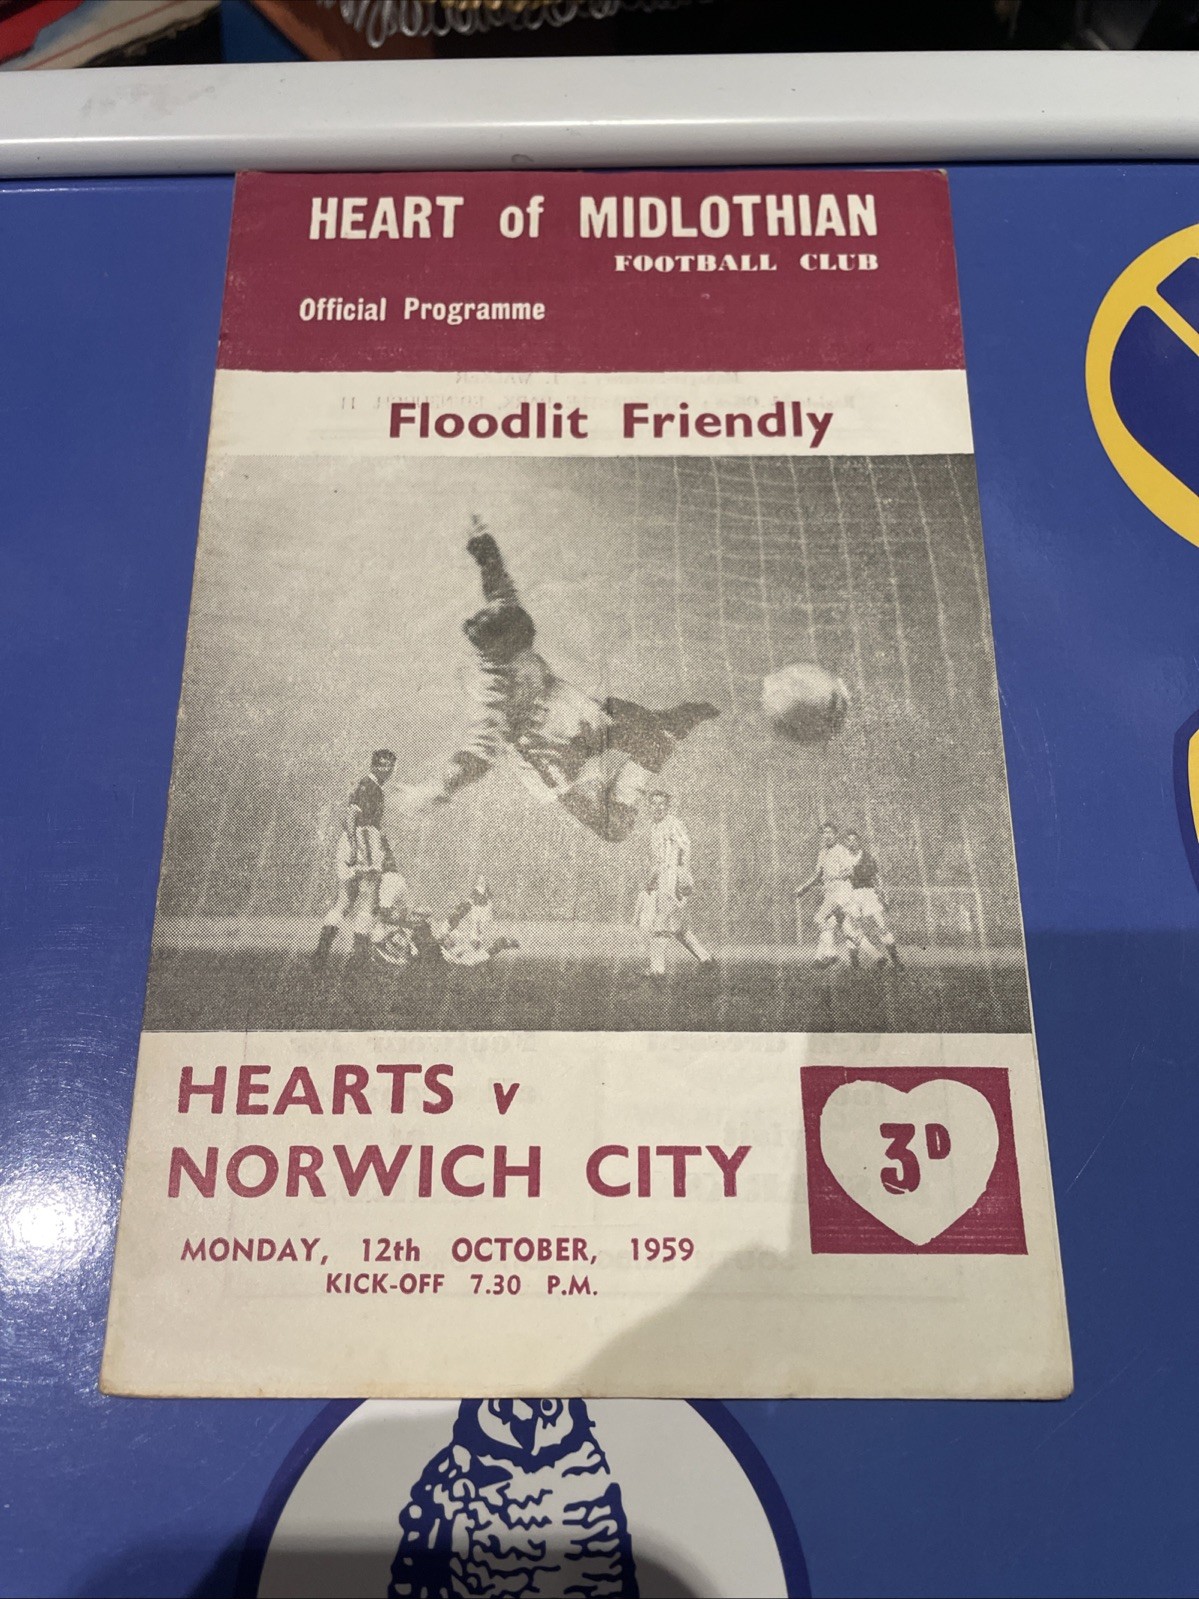 HEART of MIDLOTHIAN
FOOTBALL CLUB
Official Programme
Floodlit Friendly
HEARTS v
NORWICH CITY
3D
MONDAY, 12th OCTOBER, 1959
KICK-OFF 7.30 P.M.